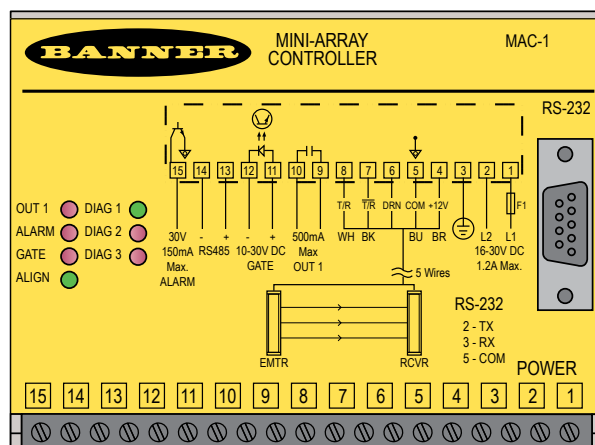 BANNER
MINI-ARRAY
CONTROLLER
MAC-1
RS-232
15 14 13 12 11 10 9 8 7 6 5 4 3 2 1
T/R T/R DRN COM +12V F1
- + - +
WH BK BU BR L2 L1
30V
150mA
Max.
ALARM
RS485
10-30V DC
GATE
500mA
Max
OUT 1
16-30V DC
1.2A Max.
OUT 1 DIAG 1
ALARM DIAG 2
GATE DIAG 3
ALIGN
5 Wires
EMTR
RCVR
RS-232
2 - TX
3 - RX
5 - COM
POWER
15 14 13 12 11 10 9 8 7 6 5 4 3 2 1